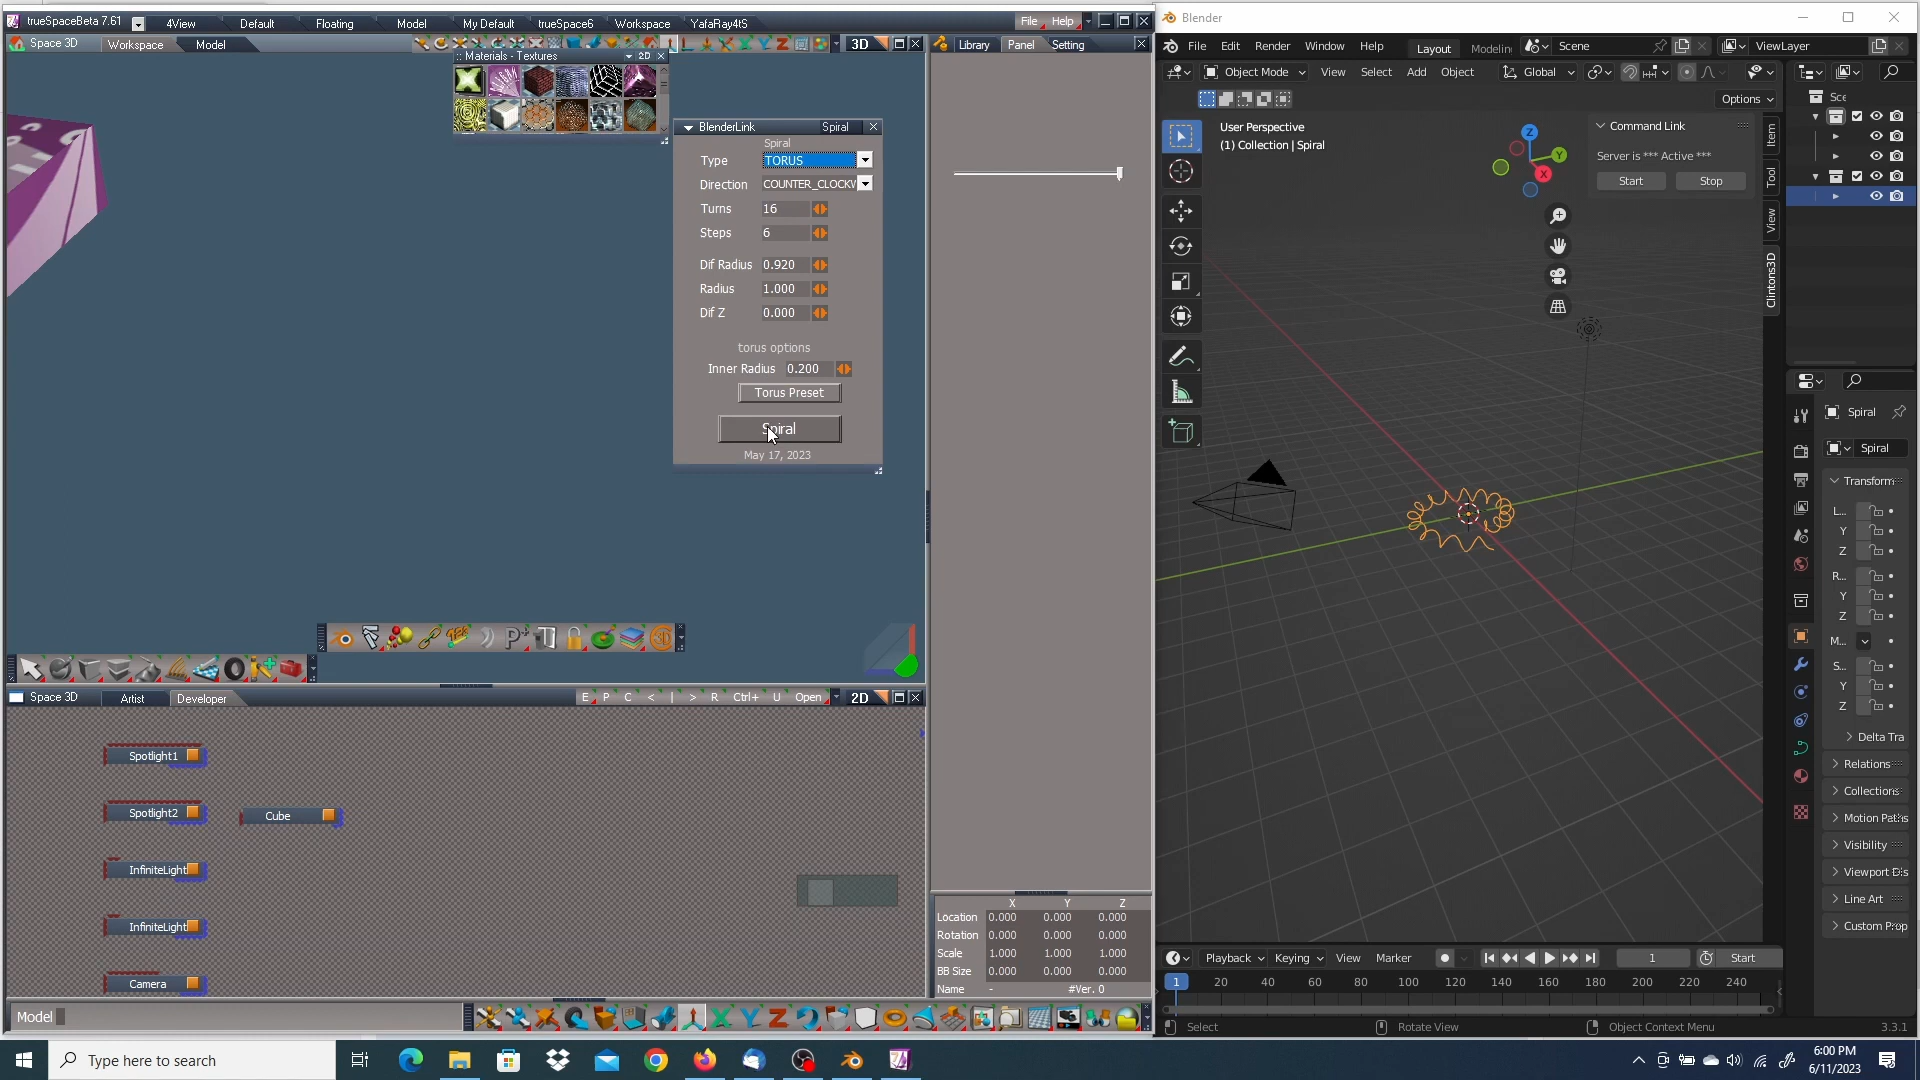 trueSpaceBeta 7.61
4View
Default
Floating
Model
My Default
trueSpace6
Workspace
YafaRay4tS
File
Help
Space 3D
Workspace
Model
3D
Library
Panel
Setting
:: Materials - Textures
2D
BlenderLink
Spiral
Spiral
Type
TORUS
Direction
COUNTER_CLOCKW
Turns
16
Steps
6
Dif Radius
0.920
Radius
1.000
Dif Z
0.000
torus options
Inner Radius
0.200
Torus Preset
Spiral
May 17, 2023
Space 3D
Artist
Developer
E
P
C
<
|
>
R
Ctrl+
U
Open
2D
Spotlight1
Spotlight2
Cube
InfiniteLight
InfiniteLight
Camera
X Y Z
Location 0.000 0.000 0.000
Rotation 0.000 0.000 0.000
Scale 1.000 1.000 1.000
BB Size 0.000 0.000 0.000
Name - #Ver. 0
Model
Blender
File
Edit
Render
Window
Help
Layout
Modelin
Scene
ViewLayer
Object Mode
View
Select
Add
Object
Global
Options
User Perspective
(1) Collection | Spiral
Z
Y
X
Command Link
Server is *** Active ***
Start
Stop
Item
Tool
View
Clintons3D
Sce
Spiral
Spiral
Transform
L...
Y
Z
R...
Y
Z
M...
S...
Y
Z
Delta Tra
Relations
Collections
Motion Paths
Visibility
Viewport Dis
Line Art
Custom Prop
Playback
Keying
View
Marker
1
Start
1
20
40
60
80
100
120
140
160
180
200
220
240
Select
Rotate View
Object Context Menu
3.3.1
Type here to search
6:00 PM
6/11/2023